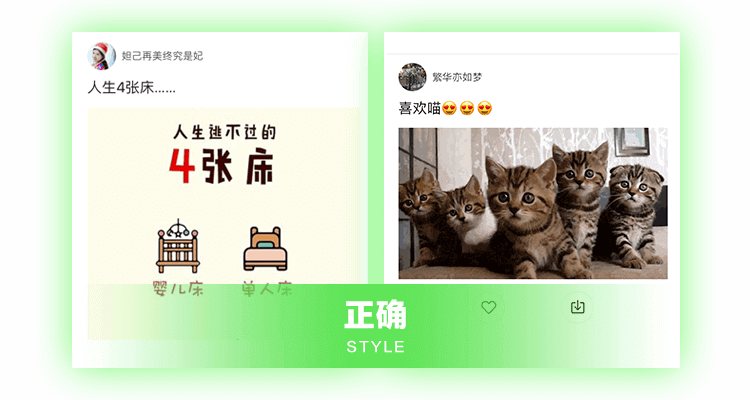 妲己再美终究是妃
人生4张床......
人生逃不过的
4张床
婴儿床
单人床
繁华亦如梦
喜欢喵😍😍😍
正确
STYLE